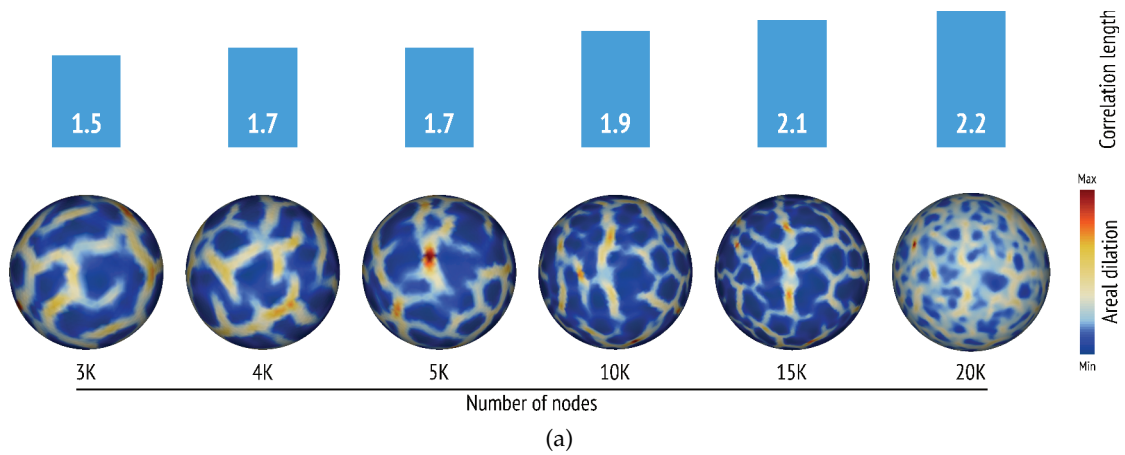 1.5
1.7
1.7
1.9
2.1
2.2
Correlation length
Max
Areal dilation
Min
3K
4K
5K
10K
15K
20K
Number of nodes
(a)